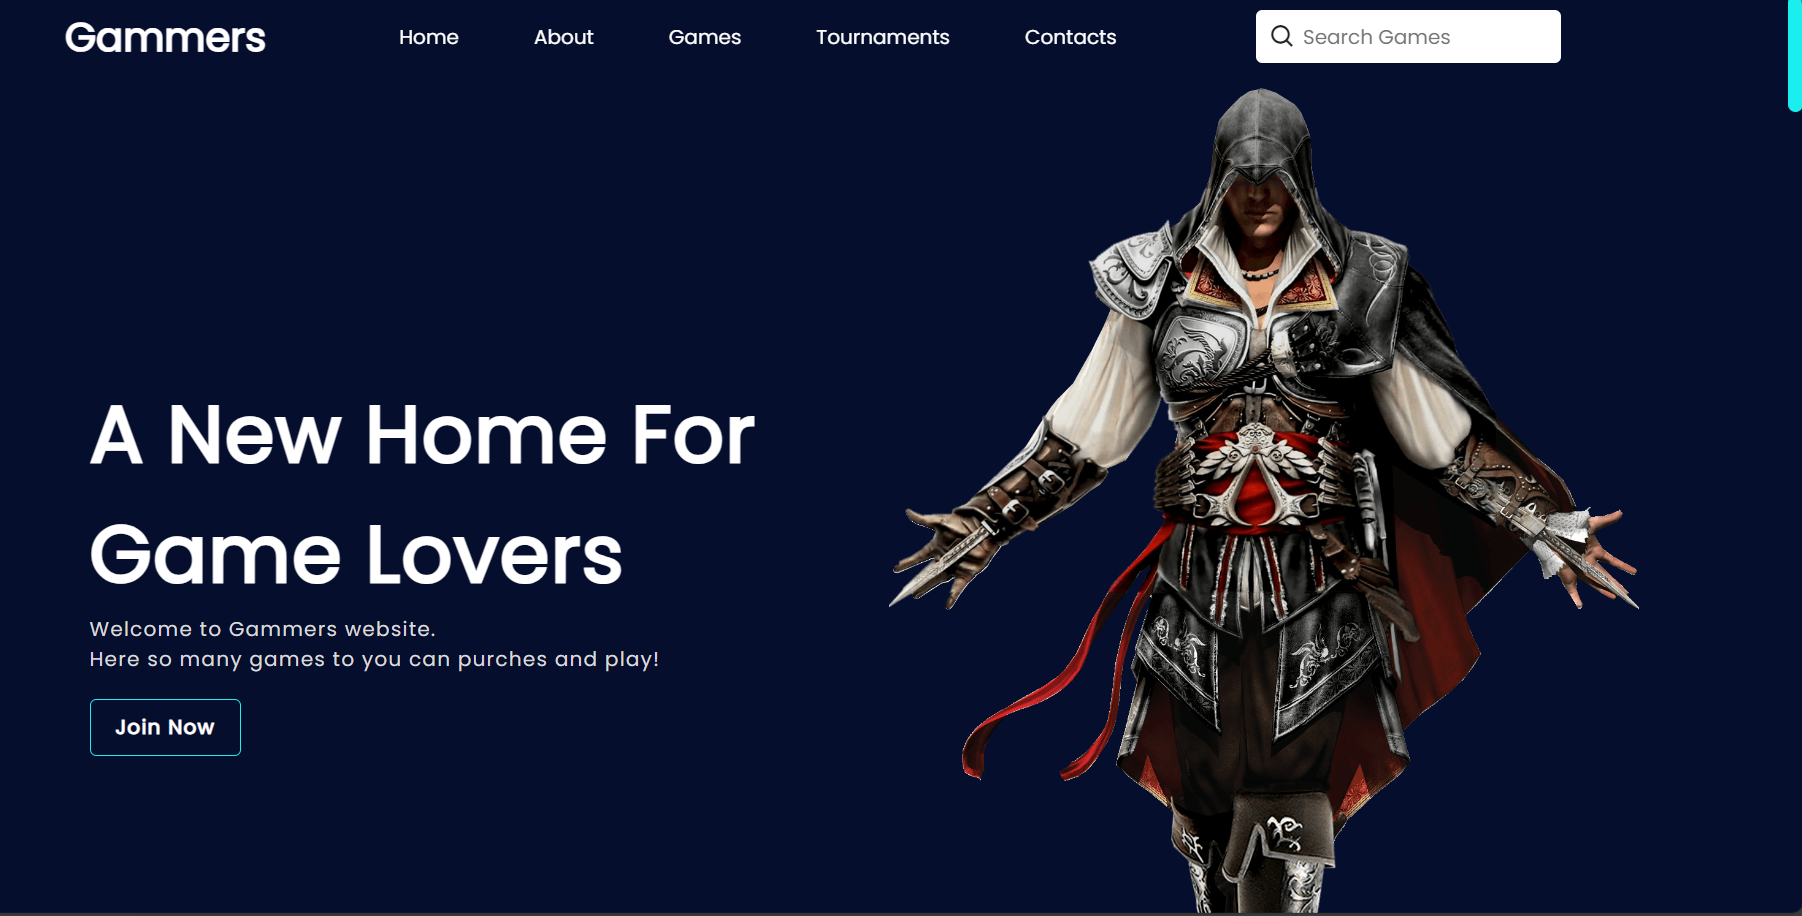 Gammers
Home
About
Games
Tournaments
Contacts
Search Games
A New Home For
Game Lovers
Welcome to Gammers website.
Here so many games to you can purches and play!
Join Now